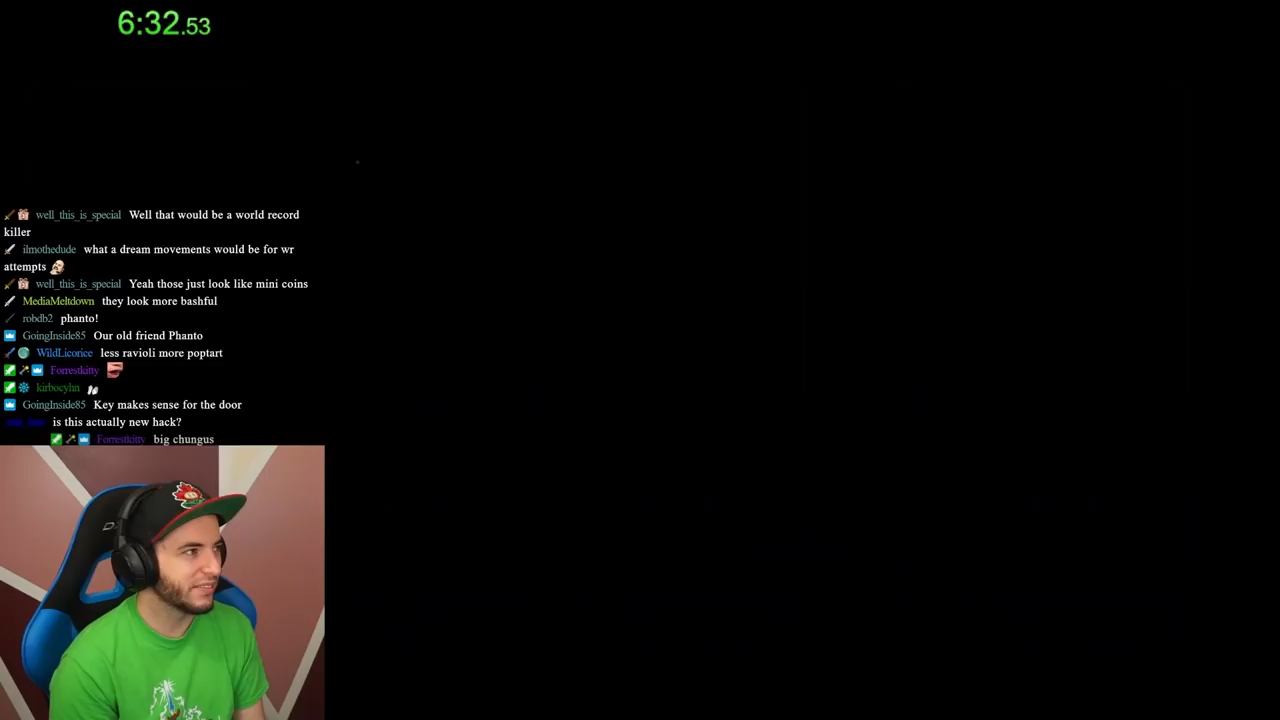 6:32.53
well_this_is_special Well that would be a world record
killer
ilmothedude what a dream movements would be for wr
attempts
well_this_is_special Yeah those just look like mini coins
MediaMeltdown they look more bashful
robdb2 phanto!
GoingInside85 Our old friend Phanto
WildLicorice less ravioli more poptart
Forrestkitty
kirbocyhn
GoingInside85 Key makes sense for the door
is this actually new hack?
Forrestkitty big chungus